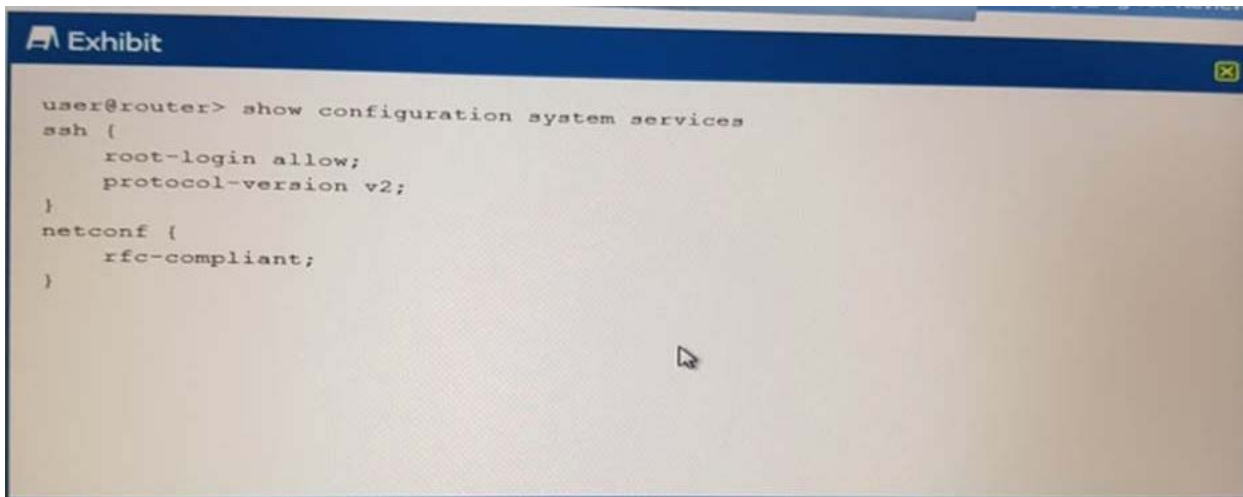 Exhibit
user@router> show configuration system services
ssh {
root-login allow;
protocol-version v2;
}
netconf {
rfc-compliant;
}